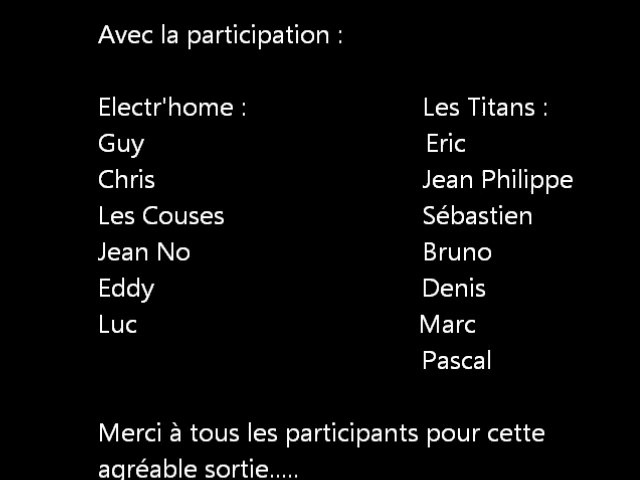 Avec la participation :
Electr'home :
Guy
Chris
Les Couses
Jean No
Eddy
Luc
Les Titans :
Eric
Jean Philippe
Sébastien
Bruno
Denis
Marc
Pascal
Merci à tous les participants pour cette
agréable sortie.....